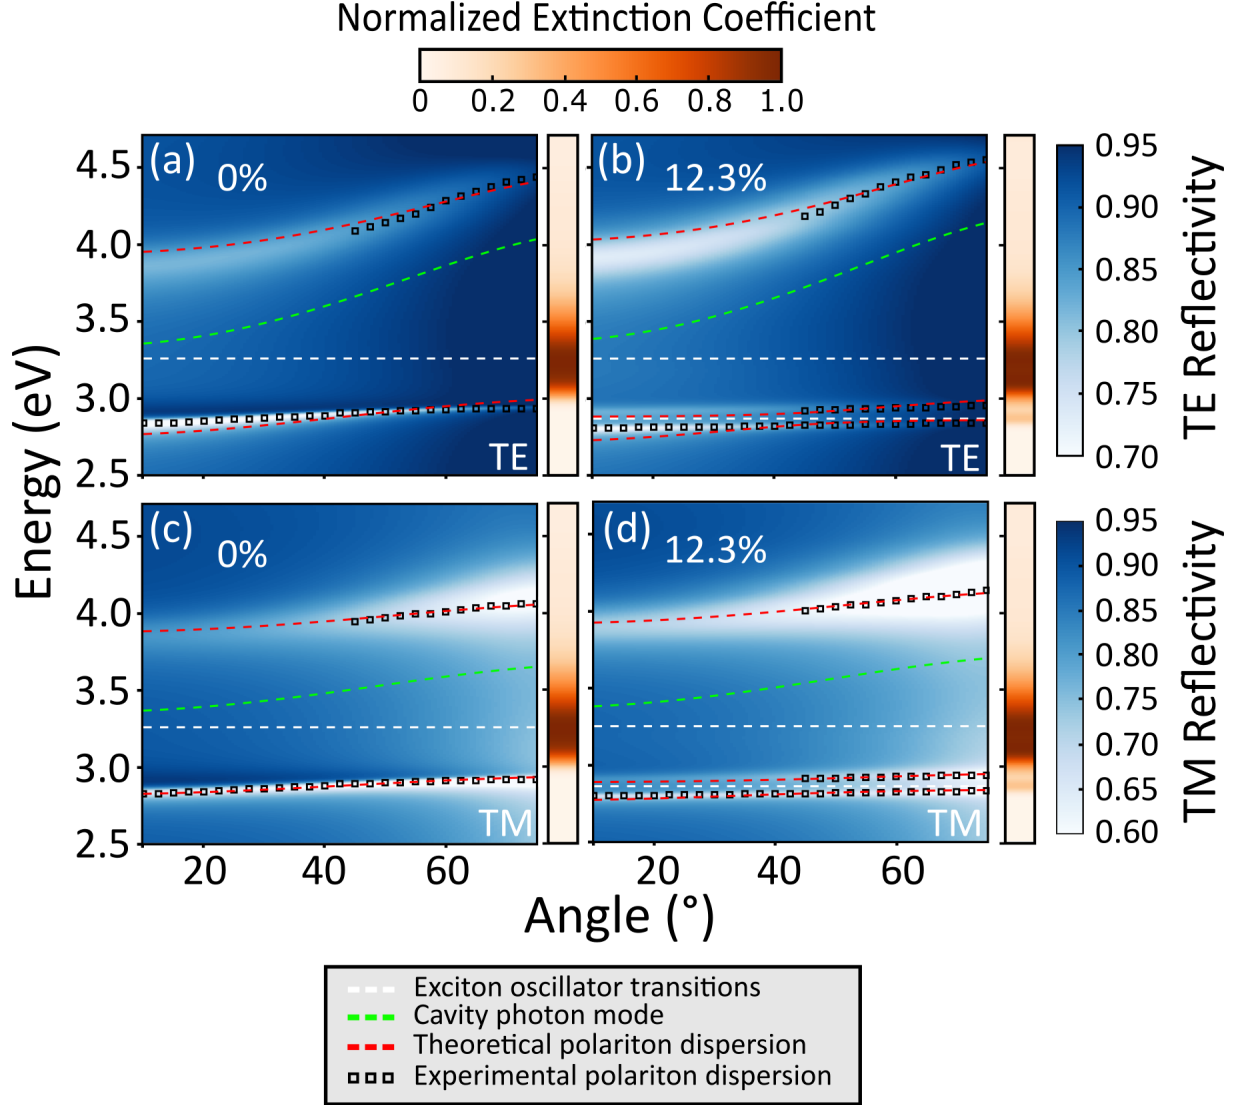 Normalized Extinction Coefficient
0 0.2 0.4 0.6 0.8 1.0
(a) 0% TE
(b) 12.3% TE
4.5
4.0
3.5
3.0
2.5
0.95
0.90
0.85
0.80
0.75
0.70
TE Reflectivity
Energy (eV)
(c) 0% TM
(d) 12.3% TM
4.5
4.0
3.5
3.0
2.5
0.95
0.90
0.85
0.80
0.75
0.70
0.65
0.60
TM Reflectivity
20 40 60 20 40 60
Angle (°)
Exciton oscillator transitions
Cavity photon mode
Theoretical polariton dispersion
Experimental polariton dispersion